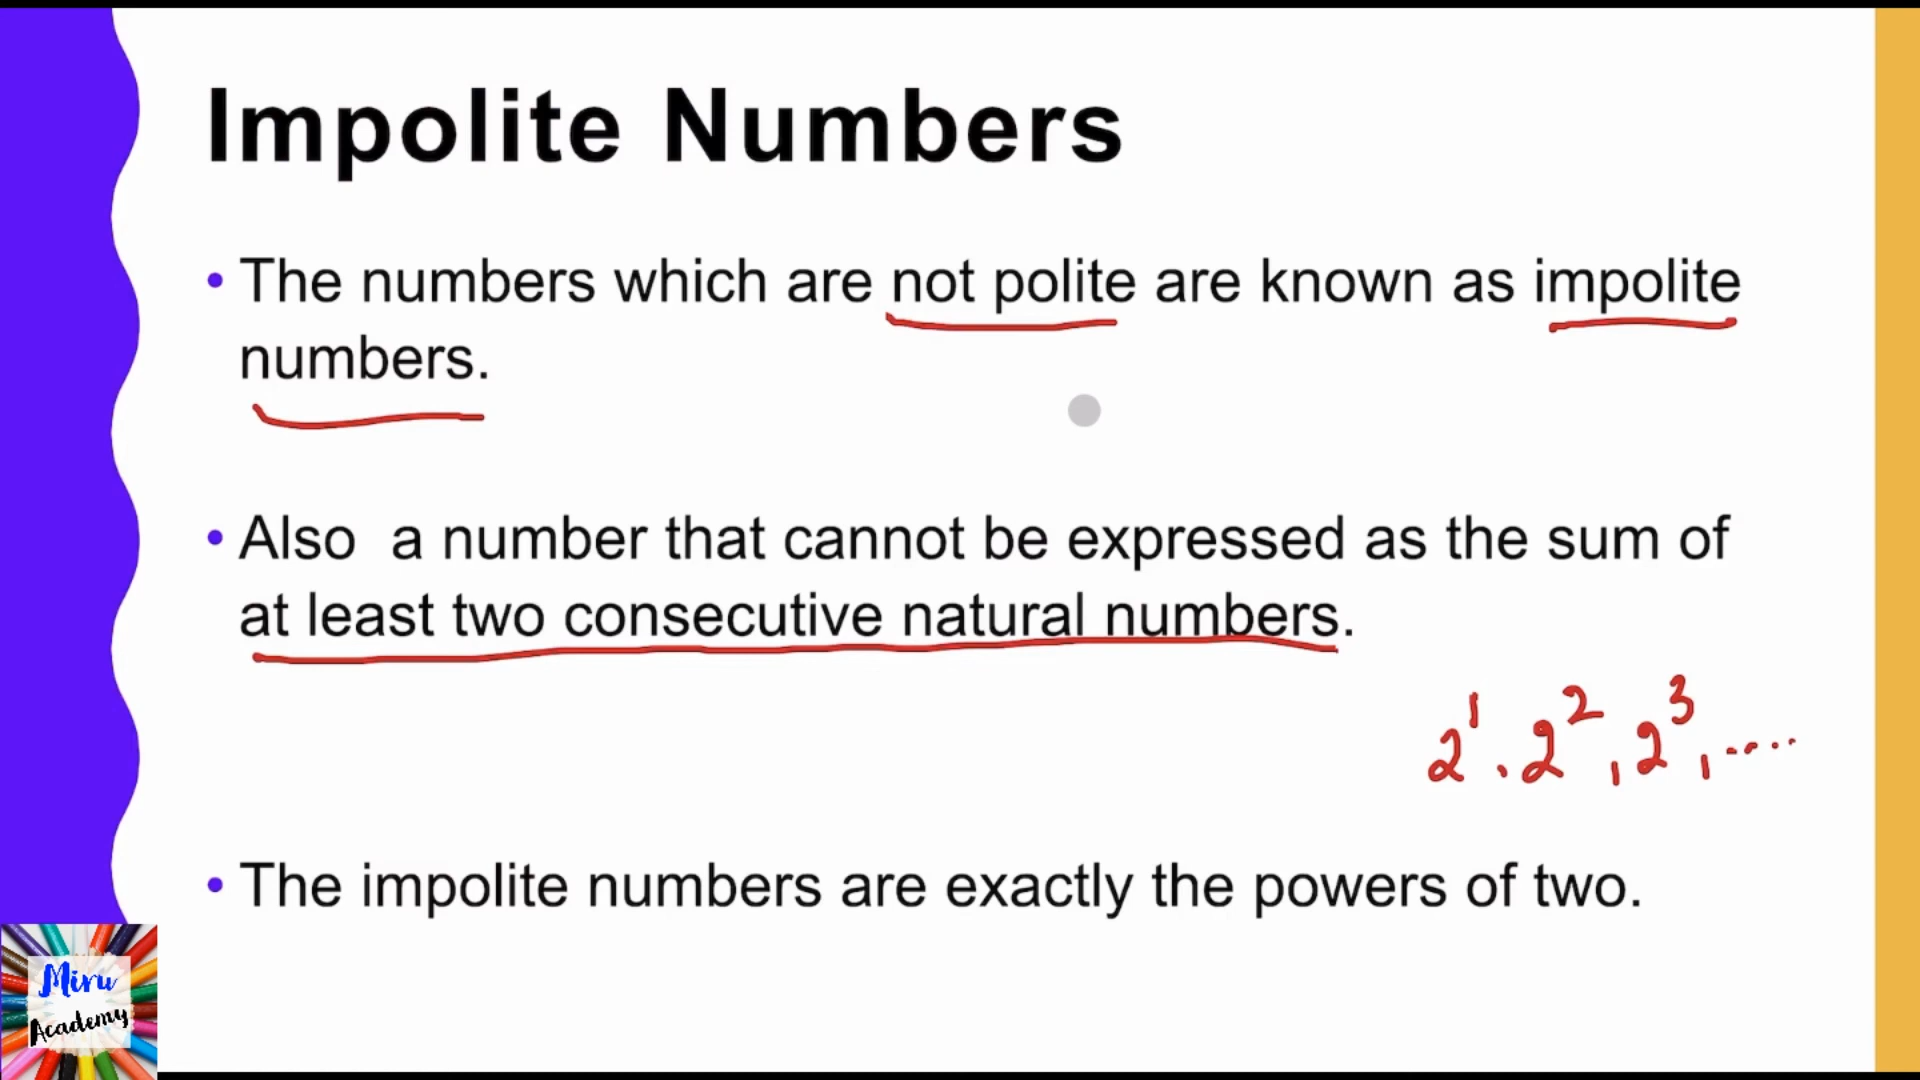 Impolite Numbers
• The numbers which are not polite are known as impolite
numbers.
• Also a number that cannot be expressed as the sum of
at least two consecutive natural numbers.
2¹, 2², 2³, .....
• The impolite numbers are exactly the powers of two.
Miru
Academy